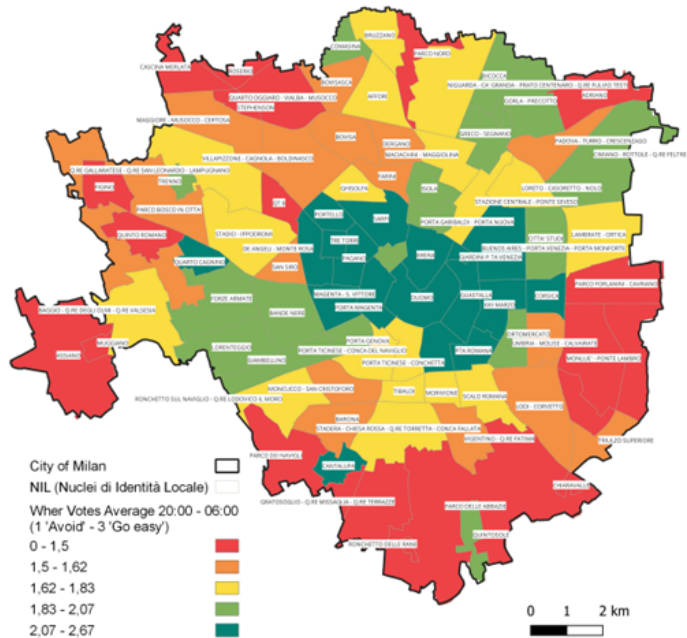 BRUZZANO
COMASINA
PARCO NORD
CASCINA MERLATA
ROSERIO
BOVISASCA
BICOCCA
NIGUARDA - CA' GRANDA - PRATO CENTENARO - Q.RE FULVIO TESTI
QUARTO OGGIARO - VIALBA - MUSOCCO
AFFORI
ADRIANO
STEPHENSON
GORLA - PRECOTTO
MAGGIORE - MUSOCCO - CERTOSA
BOVISA
GRECO - SEGNANO
PADOVA - TURRO - CRESCENZAGO
DERGANO
MACIACHINI - MAGGIOLINA
CIMIANO - ROTTOLE - Q.RE FELTRE
VILLAPIZZONE - CAGNOLA - BOLDINASCO
Q.RE GALLARATESE - Q.RE SAN LEONARDO - LAMPUGNANO
FARINI
TRENNO
FIGINO
GHISOLFA
ISOLA
LORETO - CASORETTO - NOLO
STAZIONE CENTRALE - PONTE SEVESO
QT 8
PARCO BOSCO IN CITTÀ
PORTELLO
SARPI
PORTA GARIBALDI - PORTA NUOVA
QUINTO ROMANO
STADIO - IPPODROMI
TRE TORRI
CITTÀ STUDI
LAMBRATE - ORTICA
DE ANGELI - MONTE ROSA
BUENOS AIRES - PORTA VENEZIA - PORTA MONFORTE
PAGANO
BRERA
GIARDINI P.TA VENEZIA
QUARTO CAGNINO
SAN SIRO
PARCO FORLANINI - CAVRIANO
BAGGIO - Q.RE DEGLI OLMI - Q.RE VALSESIA
FORZE ARMATE
MAGENTA - S. VITTORE
DUOMO
GUASTALLA
CORSICA
PORTA MAGENTA
XXII MARZO
BANDE NERE
MUGGIANO
ORTOMERCATO
PORTA GENOVA
UMBRIA - MOLISE - CALVAIRATE
LORENTEGGIO
PORTA TICINESE - CONCA DEL NAVIGLIO
P.TA ROMANA
ASSIANO
GIAMBELLINO
PORTA TICINESE - CONCHETTA
MONLUE' - PONTE LAMBRO
MONCUCCO - SAN CRISTOFORO
TIBALDI
MORIVIONE
SCALO ROMANA
RONCHETTO SUL NAVIGLIO - Q.RE LODOVICO IL MORO
LODI - CORVETTO
BARONA
STADERA - CHIESA ROSSA - Q.RE TORRETTA - CONCA FALLATA
VIGENTINO - Q.RE FATIMA
TRIULZO SUPERIORE
PARCO DEI NAVIGLI
CANTALUPA
CHIARAVALLE
GRATOSOGLIO - Q.RE MISSAGLIA - Q.RE TERRAZZE
PARCO DELLE ABBAZIE
QUINTOSOLE
RONCHETTO DELLE RANE
City of Milan
NIL (Nuclei di Identità Locale)
Wher Votes Average 20:00 - 06:00
(1 'Avoid' - 3 'Go easy')
0 - 1,5
1,5 - 1,62
1,62 - 1,83
1,83 - 2,07
2,07 - 2,67
0 1 2 km